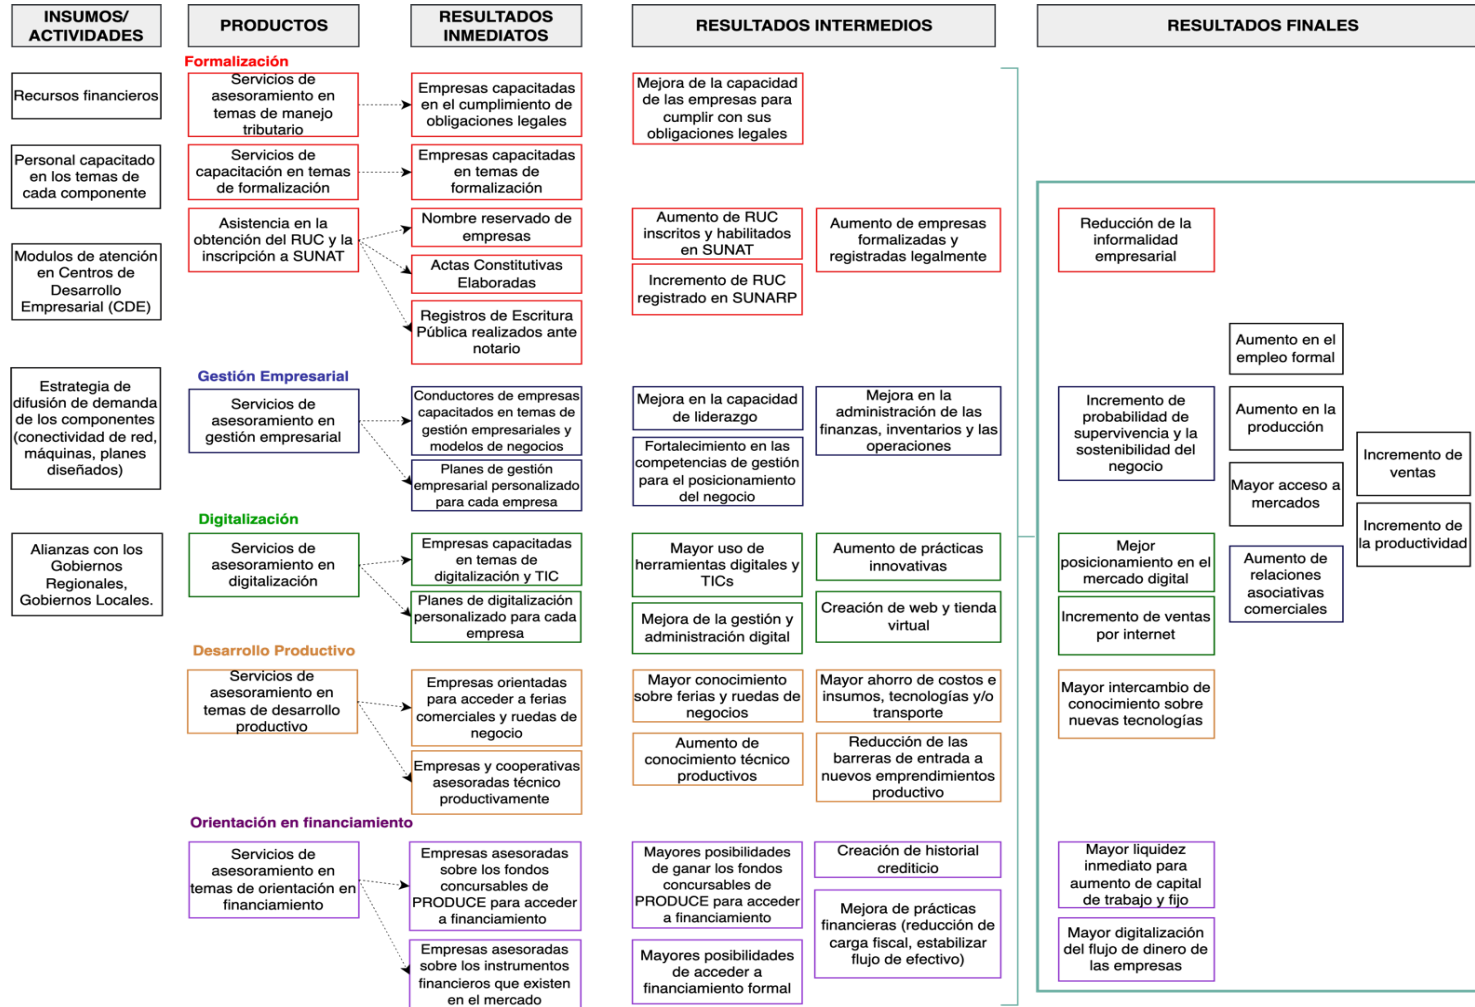 INSUMOS/
ACTIVIDADES
PRODUCTOS
RESULTADOS
INMEDIATOS
RESULTADOS INTERMEDIOS
RESULTADOS FINALES
Recursos financieros
Personal capacitado
en los temas de
cada componente
Modulos de atención
en Centros de
Desarrollo
Empresarial (CDE)
Estrategia de
difusión de demanda
de los componentes
(conectividad de red,
máquinas, planes
diseñados)
Alianzas con los
Gobiernos
Regionales,
Gobiernos Locales.
Formalización
Servicios de
asesoramiento en
temas de manejo
tributario
Empresas capacitadas
en el cumplimiento de
obligaciones legales
Mejora de la capacidad
de las empresas para
cumplir con sus
obligaciones legales
Servicios de
capacitación en temas
de formalización
Empresas capacitadas
en temas de
formalización
Asistencia en la
obtención del RUC y la
inscripción a SUNAT
Nombre reservado de
empresas
Actas Constitutivas
Elaboradas
Registros de Escritura
Pública realizados ante
notario
Aumento de RUC
inscritos y habilitados
en SUNAT
Incremento de RUC
registrado en SUNARP
Aumento de empresas
formalizadas y
registradas legalmente
Reducción de la
informalidad
empresarial
Gestión Empresarial
Servicios de
asesoramiento en
gestión empresarial
Conductores de empresas
capacitados en temas de
gestión empresariales y
modelos de negocios
Planes de gestión
empresarial personalizado
para cada empresa
Mejora en la capacidad
de liderazgo
Fortalecimiento en las
competencias de gestión
para el posicionamiento
del negocio
Mejora en la
administración de las
finanzas, inventarios y las
operaciones
Incremento de
probabilidad de
supervivencia y la
sostenibilidad del
negocio
Aumento en el
empleo formal
Aumento en la
producción
Mayor acceso a
mercados
Aumento de
relaciones
asociativas
comerciales
Incremento de
ventas
Incremento de
la productividad
Digitalización
Servicios de
asesoramiento en
digitalización
Empresas capacitadas
en temas de
digitalización y TIC
Planes de digitalización
personalizado para cada
empresa
Mayor uso de
herramientas digitales y
TICs
Mejora de la gestión y
administración digital
Aumento de prácticas
innovativas
Creación de web y tienda
virtual
Mejor
posicionamiento en el
mercado digital
Incremento de ventas
por internet
Desarrollo Productivo
Servicios de
asesoramiento en
temas de desarrollo
productivo
Empresas orientadas
para acceder a ferias
comerciales y ruedas de
negocio
Empresas y cooperativas
asesoradas técnico
productivamente
Mayor conocimiento
sobre ferias y ruedas de
negocios
Aumento de
conocimiento técnico
productivos
Mayor ahorro de costos e
insumos, tecnologías y/o
transporte
Reducción de las
barreras de entrada a
nuevos emprendimientos
productivo
Mayor intercambio de
conocimiento sobre
nuevas tecnologías
Orientación en financiamiento
Servicios de
asesoramiento en
temas de orientación en
financiamiento
Empresas asesoradas
sobre los fondos
concursables de
PRODUCE para acceder
a financiamiento
Empresas asesoradas
sobre los instrumentos
financieros que existen
en el mercado
Mayores posibilidades
de ganar los fondos
concursables de
PRODUCE para acceder
a financiamiento
Mayores posibilidades
de acceder a
financiamiento formal
Creación de historial
crediticio
Mejora de prácticas
financieras (reducción de
carga fiscal, estabilizar
flujo de efectivo)
Mayor liquidez
inmediato para
aumento de capital
de trabajo y fijo
Mayor digitalización
del flujo de dinero de
las empresas